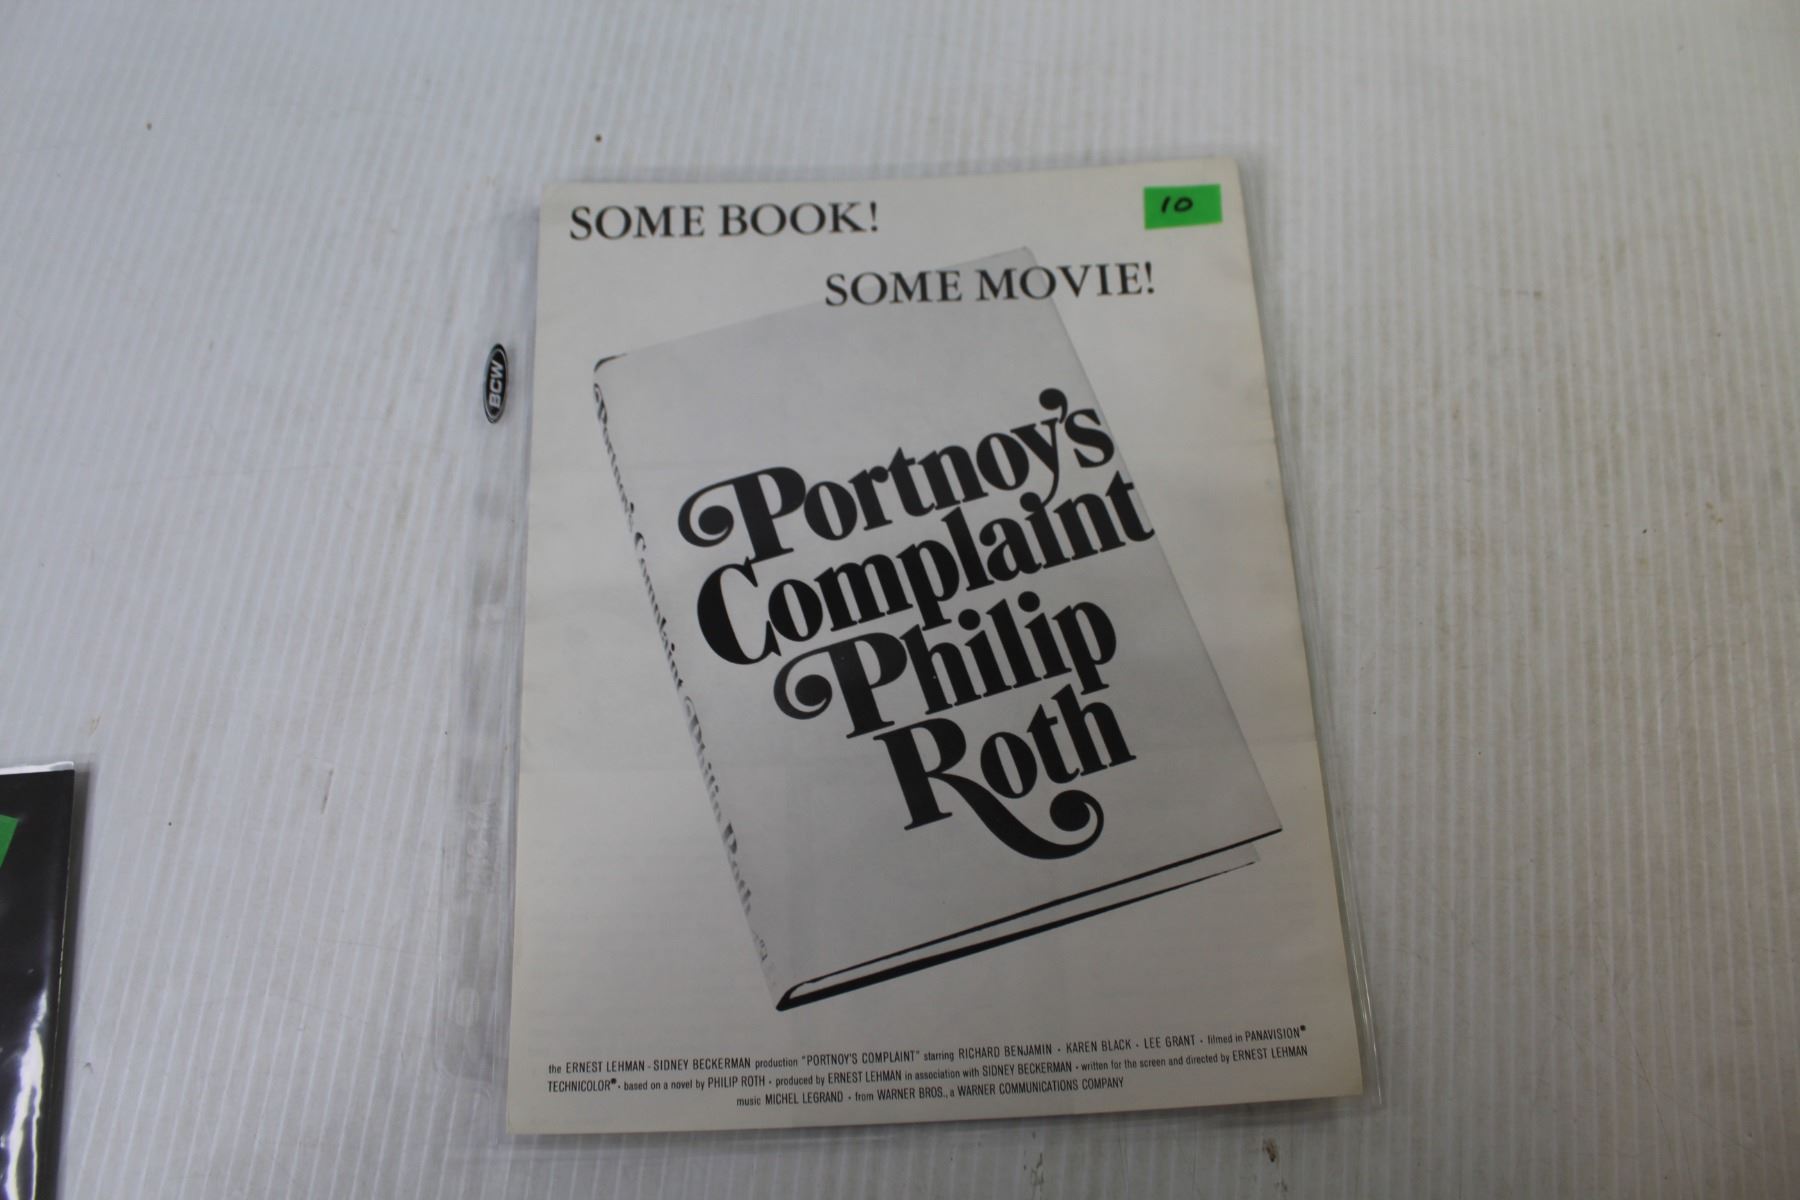 SOME BOOK!
10
SOME MOVIE!
BCW
Portnoy's
Complaint
Philip
Roth
Portnoy's Complaint Philip Roth
the ERNEST LEHMAN - SIDNEY BECKERMAN production "PORTNOY'S COMPLAINT" starring RICHARD BENJAMIN • KAREN BLACK • LEE GRANT • filmed in PANAVISION®
TECHNICOLOR® • based on a novel by PHILIP ROTH • produced by ERNEST LEHMAN in association with SIDNEY BECKERMAN • written for the screen and directed by ERNEST LEHMAN
music MICHEL LEGRAND • from WARNER BROS., a WARNER COMMUNICATIONS COMPANY